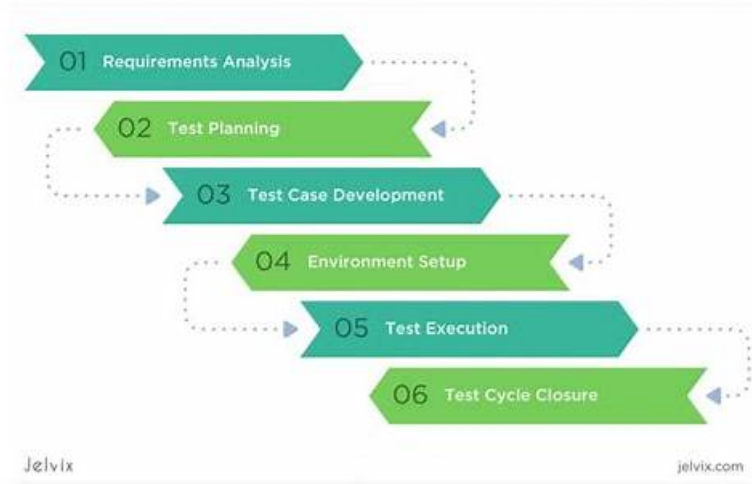 01 Requirements Analysis
02 Test Planning
03 Test Case Development
04 Environment Setup
05 Test Execution
06 Test Cycle Closure
Jelvix
jelvix.com